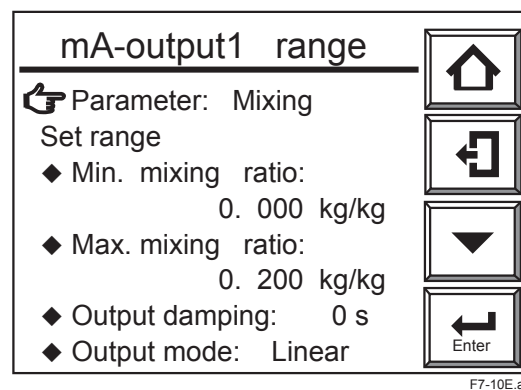 mA-output1 range
Parameter: Mixing
Set range
◆ Min. mixing ratio:
0. 000 kg/kg
◆ Max. mixing ratio:
0. 200 kg/kg
◆ Output damping: 0 s
◆ Output mode: Linear
Enter
F7-10E.a